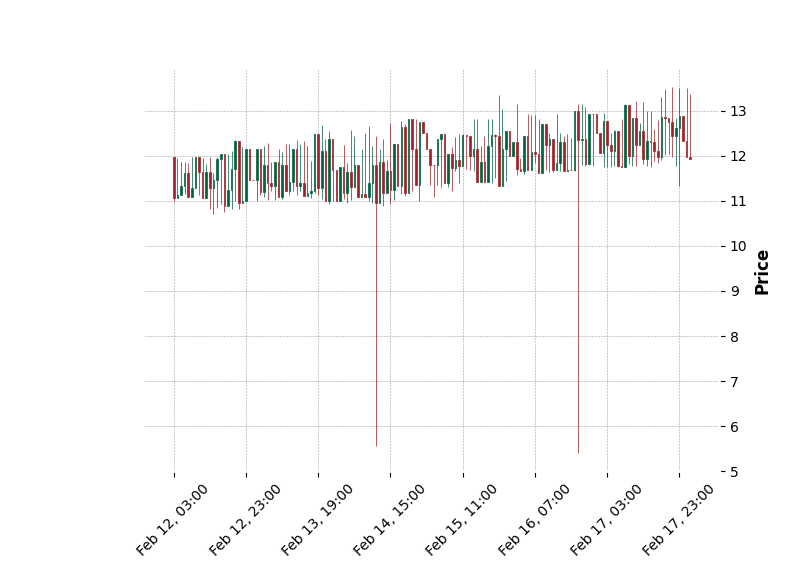 13
12
11
10
9
8
7
6
5
Price
Feb 12, 03:00
Feb 12, 23:00
Feb 13, 19:00
Feb 14, 15:00
Feb 15, 11:00
Feb 16, 07:00
Feb 17, 03:00
Feb 17, 23:00